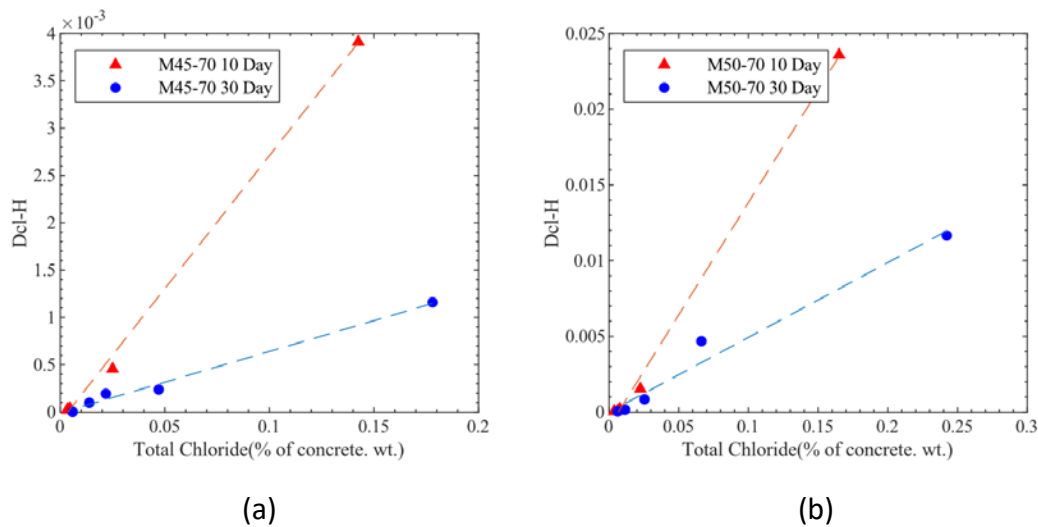 ×10⁻³
4
3.5
3
2.5
2
1.5
1
0.5
0
Dcl-H
M45-70 10 Day
M45-70 30 Day
0 0.05 0.1 0.15 0.2
Total Chloride(% of concrete. wt.)
(a)
0.025
0.02
0.015
0.01
0.005
0
Dcl-H
M50-70 10 Day
M50-70 30 Day
0 0.05 0.1 0.15 0.2 0.25 0.3
Total Chloride(% of concrete. wt.)
(b)